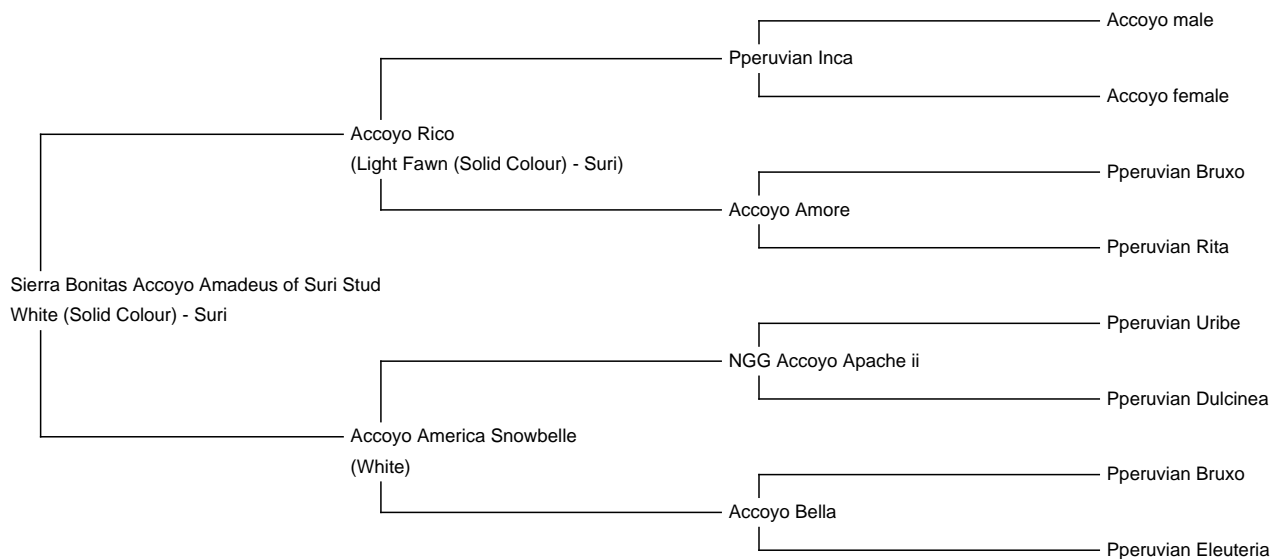 Accoyo male
Pperuvian Inca
Accoyo female
Accoyo Rico
(Light Fawn (Solid Colour) - Suri)
Pperuvian Bruxo
Accoyo Amore
Pperuvian Rita
Sierra Bonitas Accoyo Amadeus of Suri Stud
White (Solid Colour) - Suri
Pperuvian Uribe
NGG Accoyo Apache ii
Pperuvian Dulcinea
Accoyo America Snowbelle
(White)
Pperuvian Bruxo
Accoyo Bella
Pperuvian Eleuteria